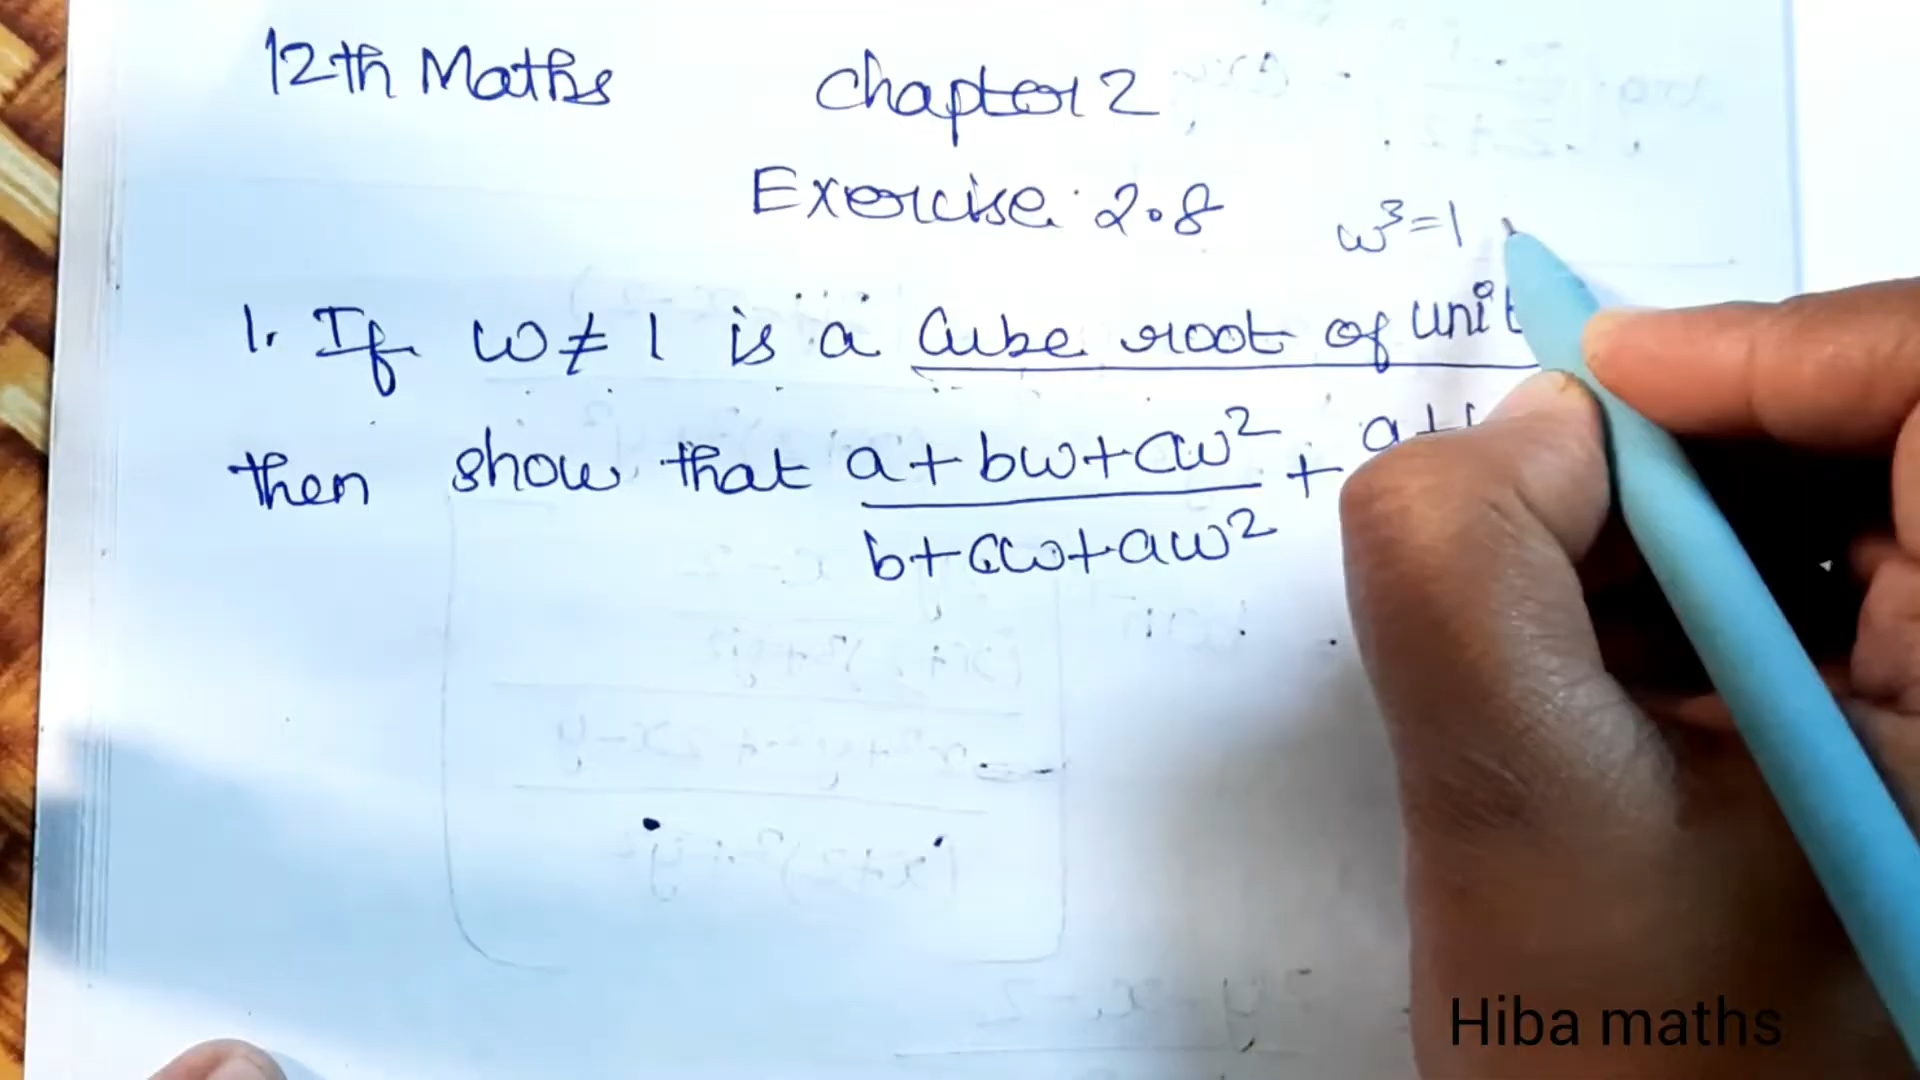 12th Maths Chapter 2
Exercise: 2.8
ω³=1
1. If ω≠1 is a Cube root of unit
then show that a+bω+cω² + a+b
b+cω+aω²
Hiba maths